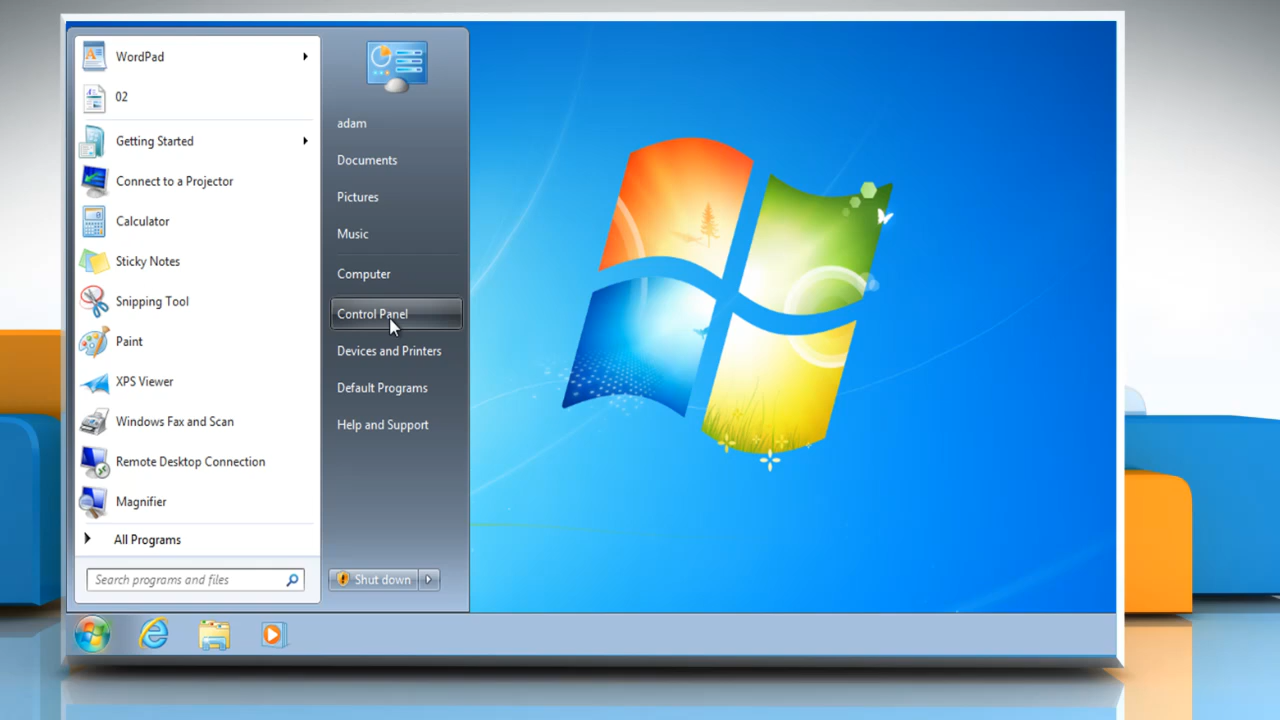 WordPad
02
Getting Started
Connect to a Projector
Calculator
Sticky Notes
Snipping Tool
Paint
XPS Viewer
Windows Fax and Scan
Remote Desktop Connection
Magnifier
All Programs
Search programs and files
adam
Documents
Pictures
Music
Computer
Control Panel
Devices and Printers
Default Programs
Help and Support
Shut down